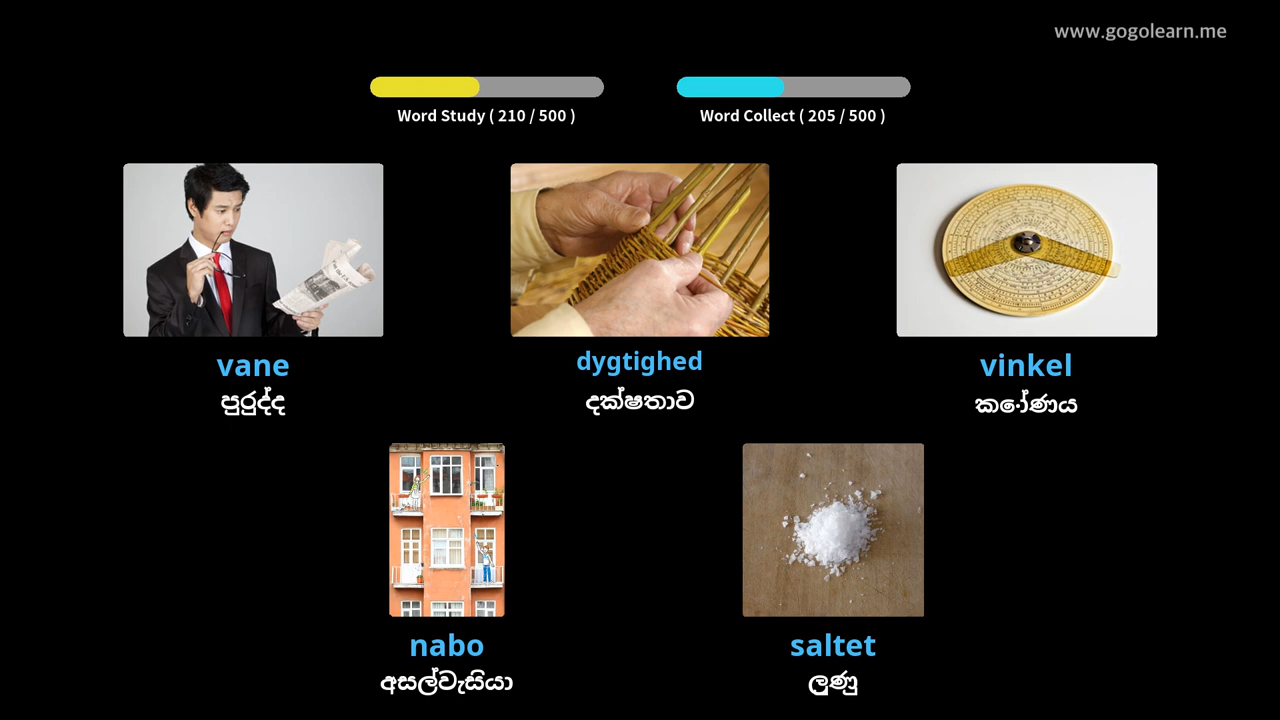 www.gogolearn.me
Word Study ( 210 / 500 )
Word Collect ( 205 / 500 )
vane
පුරුද්ද
dygtighed
දක්ෂතාව
vinkel
කෝණය
nabo
අසල්වැසියා
saltet
ලුණු